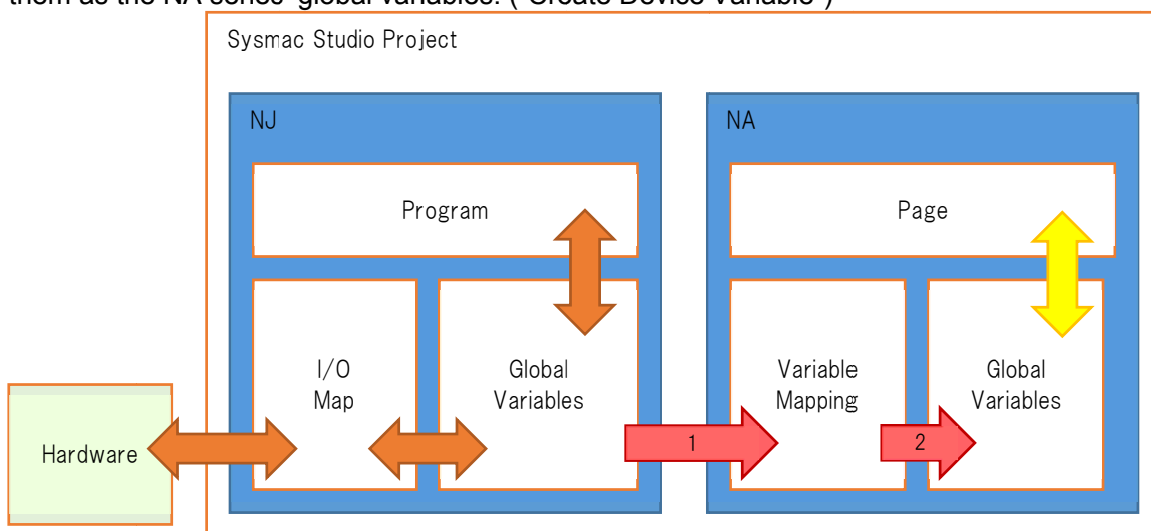 them as the NA series' global variables. ("Create Device Variable")
Sysmac Studio Project
NJ
NA
Program
Page
I/O
Map
Global
Variables
Variable
Mapping
Global
Variables
Hardware
1
2